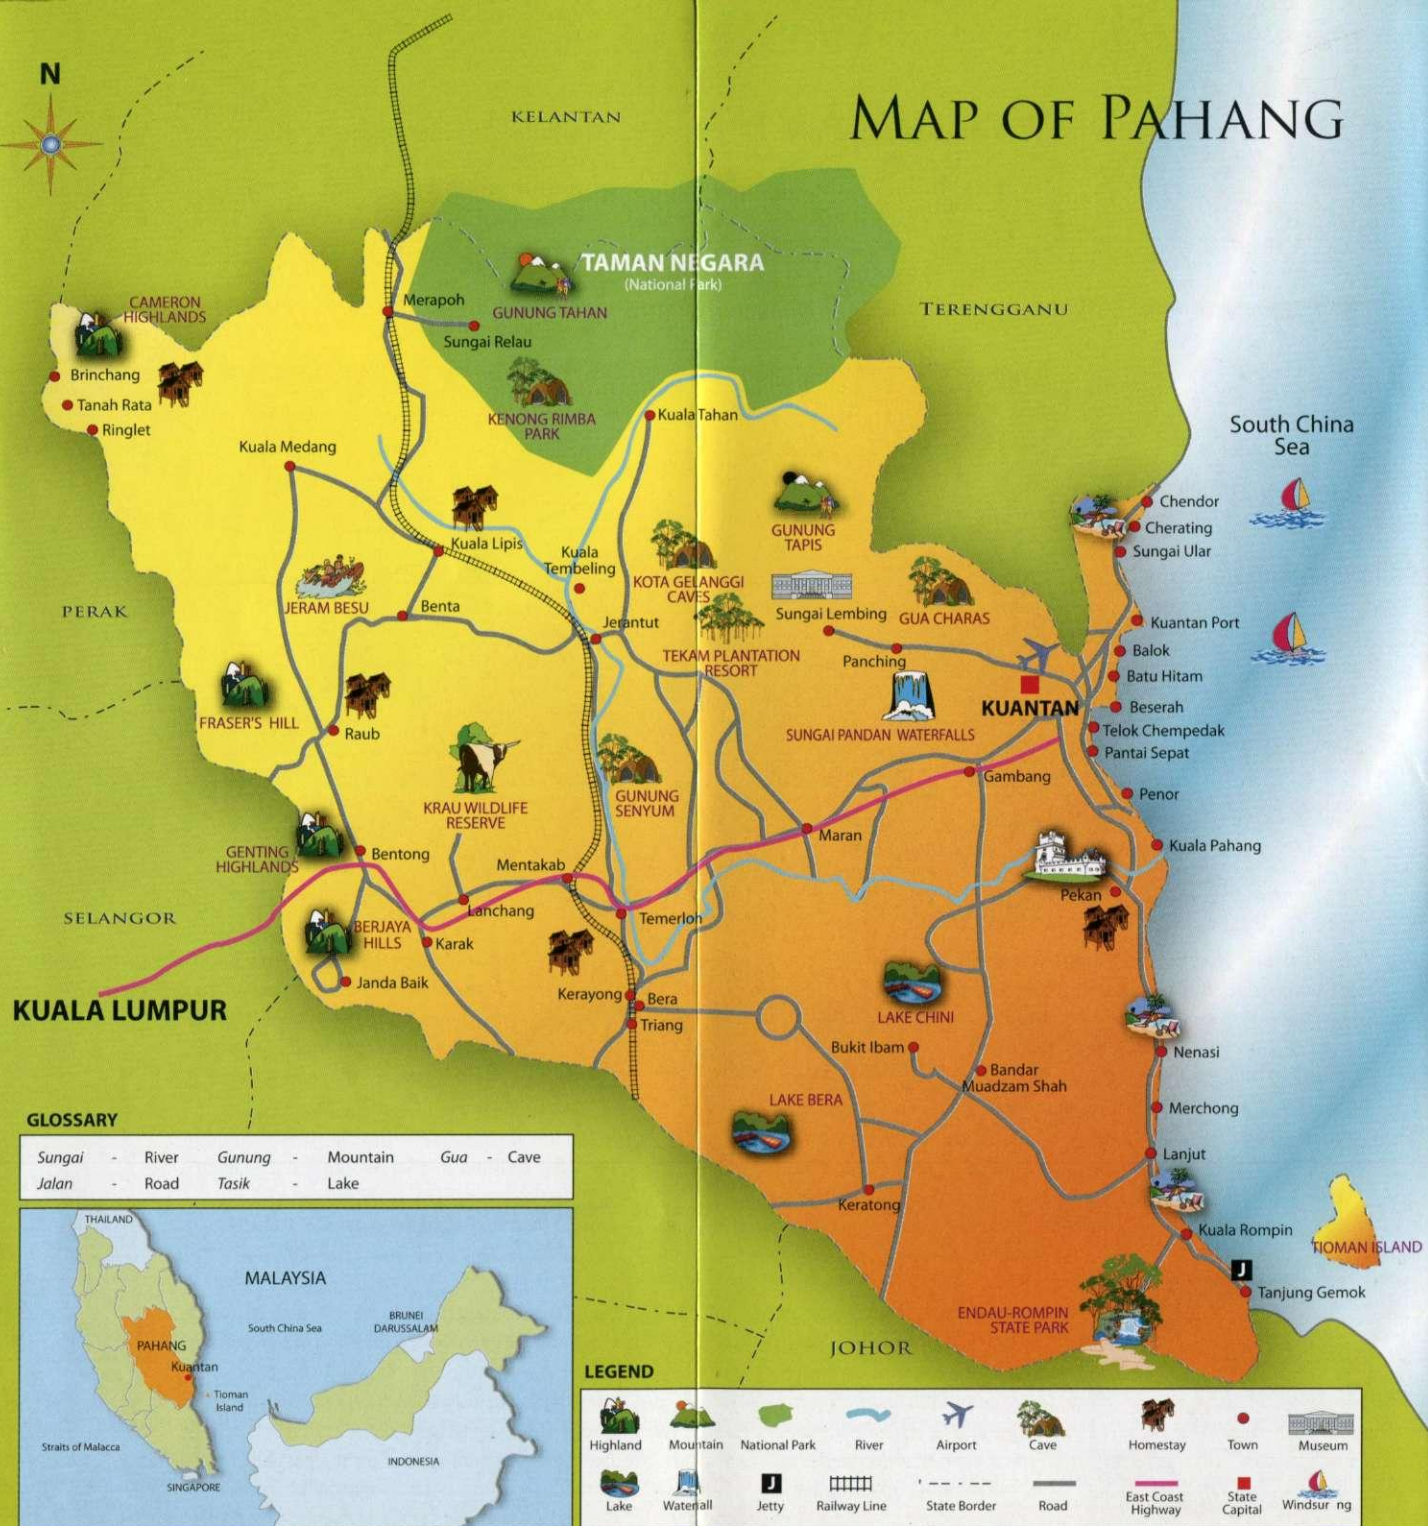 MAP OF PAHANG
N
KELANTAN
TAMAN NEGARA
(National Park)
GUNUNG TAHAN
TERENGGANU
CAMERON
HIGHLANDS
Merapoh
Sungai Relau
Brinchang
Tanah Rata
Ringlet
KENONG RIMBA
PARK
Kuala Tahan
South China
Sea
Kuala Medang
Chendor
Cherating
Sungai Ular
GUNUNG
TAPIS
Kuala Lipis
Kuala
Tembeling
KOTA GELANGGI
CAVES
PERAK
JERAM BESU
Benta
Jerantut
Sungai Lembing
GUA CHARAS
Kuantan Port
TEKAM PLANTATION
RESORT
Panching
Balok
Batu Hitam
KUANTAN
Beserah
FRASER'S HILL
Raub
SUNGAI PANDAN WATERFALLS
Telok Chempedak
Pantai Sepat
Gambang
KRAU WILDLIFE
RESERVE
GUNUNG
SENYUM
Penor
Maran
Kuala Pahang
GENTING
HIGHLANDS
Bentong
Mentakab
Pekan
SELANGOR
BERJAYA
HILLS
Lanchang
Temerloh
Karak
Janda Baik
KUALA LUMPUR
Kerayong
Bera
Triang
LAKE CHINI
Bukit Ibam
Nenasi
Bandar
Muadzam Shah
LAKE BERA
Merchong
Lanjut
Keratong
Kuala Rompin
TIOMAN ISLAND
J
Tanjung Gemok
ENDAU-ROMPIN
STATE PARK
JOHOR
GLOSSARY
Sungai - River Gunung - Mountain Gua - Cave
Jalan - Road Tasik - Lake
THAILAND
MALAYSIA
BRUNEI
DARUSSALAM
South China Sea
PAHANG
Kuantan
Tioman
Island
Straits of Malacca
INDONESIA
SINGAPORE
LEGEND
Highland Mountain National Park River Airport Cave Homestay Town Museum
J
Lake Waterfall Jetty Railway Line State Border Road East Coast
Highway State
Capital Windsur ng